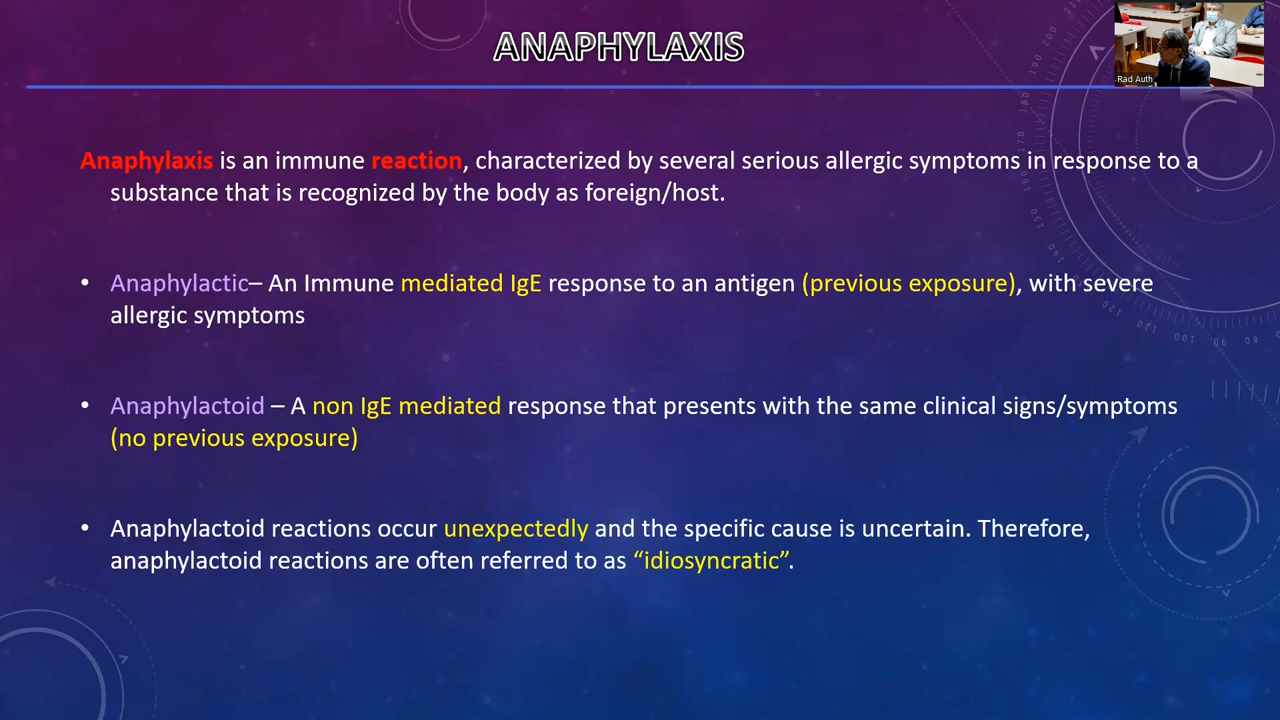 ANAPHYLAXIS
Rad Auth
Anaphylaxis is an immune reaction, characterized by several serious allergic symptoms in response to a
substance that is recognized by the body as foreign/host.
• Anaphylactic– An Immune mediated IgE response to an antigen (previous exposure), with severe
allergic symptoms
• Anaphylactoid – A non IgE mediated response that presents with the same clinical signs/symptoms
(no previous exposure)
• Anaphylactoid reactions occur unexpectedly and the specific cause is uncertain. Therefore,
anaphylactoid reactions are often referred to as “idiosyncratic”.